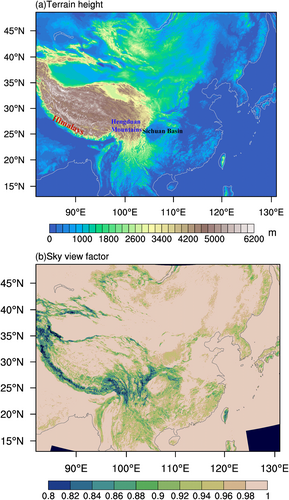 (a)Terrain height
45°N
40°N
35°N
30°N
25°N
20°N
15°N
Himalays
Hengduan
Mountains
Sichuan Basin
90°E 100°E 110°E 120°E 130°E
0 1000 1800 2600 3400 4200 5000 6200 m
(b)Sky view factor
45°N
40°N
35°N
30°N
25°N
20°N
15°N
90°E 100°E 110°E 120°E 130°E
0.8 0.82 0.84 0.86 0.88 0.9 0.92 0.94 0.96 0.98 1